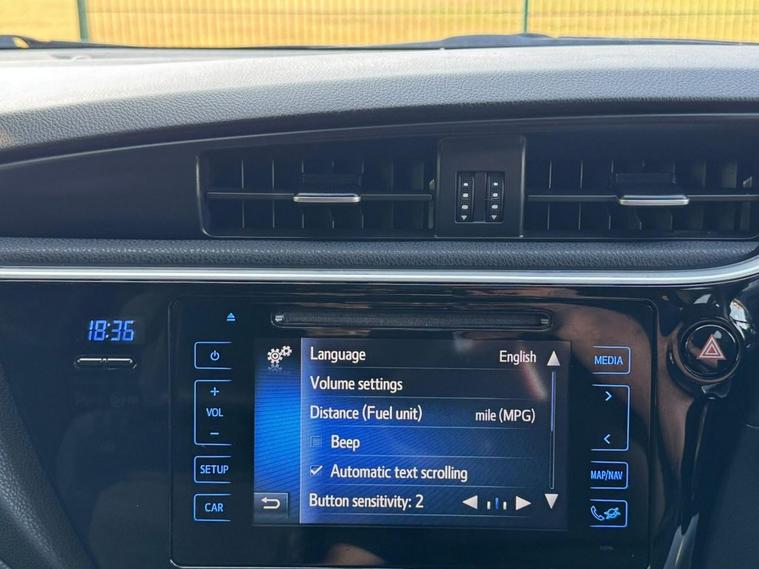 18:36
Language English
Volume settings
Distance (Fuel unit) mile (MPG)
Beep
Automatic text scrolling
Button sensitivity: 2
+
VOL
−
SETUP
CAR
MEDIA
MAP/NAV